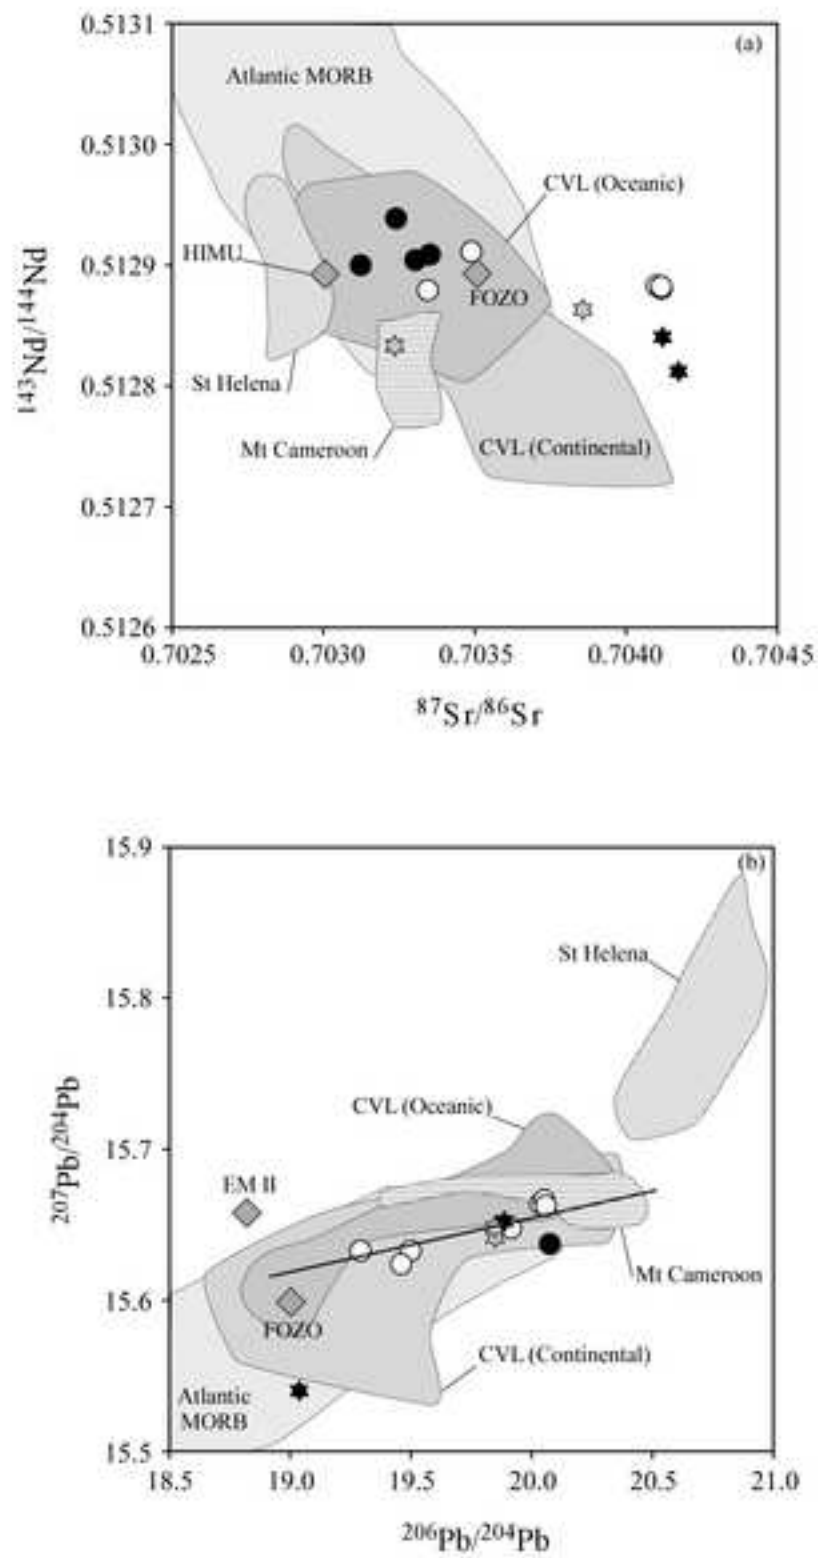 0.5131
(a)
Atlantic MORB
0.5130
CVL (Oceanic)
HIMU
0.5129
FOZO
143Nd/144Nd
St Helena
0.5128
Mt Cameroon
CVL (Continental)
0.5127
0.5126
0.7025 0.7030 0.7035 0.7040 0.7045
87Sr/86Sr
15.9
(b)
St Helena
15.8
CVL (Oceanic)
207Pb/204Pb
15.7
EM II
Mt Cameroon
15.6
FOZO
CVL (Continental)
Atlantic
MORB
15.5
18.5 19.0 19.5 20.0 20.5 21.0
206Pb/204Pb